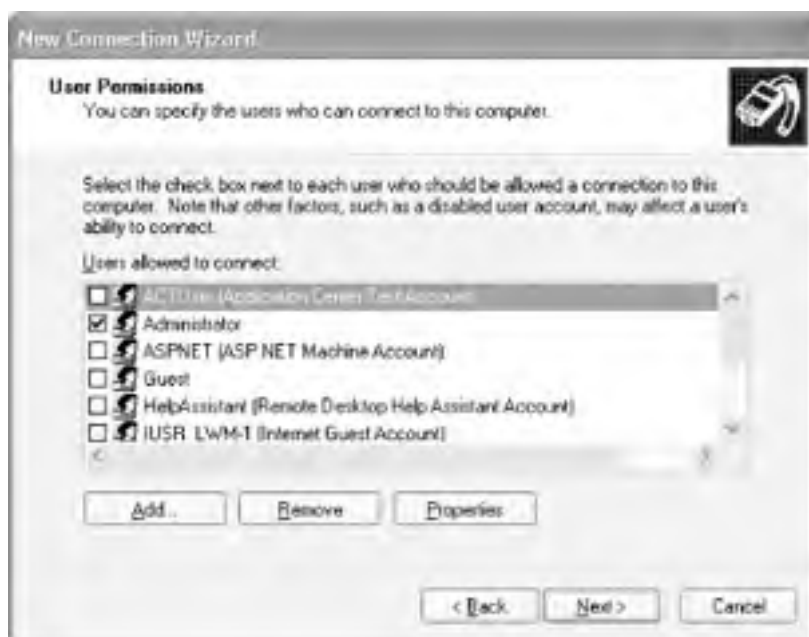 New Connection Wizard
User Permissions
You can specify the users who can connect to this computer.
Select the check box next to each user who should be allowed a connection to this
computer. Note that other factors, such as a disabled user account, may affect a user's
ability to connect.
Users allowed to connect:
ACTUser (Application Center Test Account)
Administrator
ASPNET (ASP.NET Machine Account)
Guest
HelpAssistant (Remote Desktop Help Assistant Account)
IUSR_LWM-1 (Internet Guest Account)
Add...
Remove
Properties
< Back
Next >
Cancel